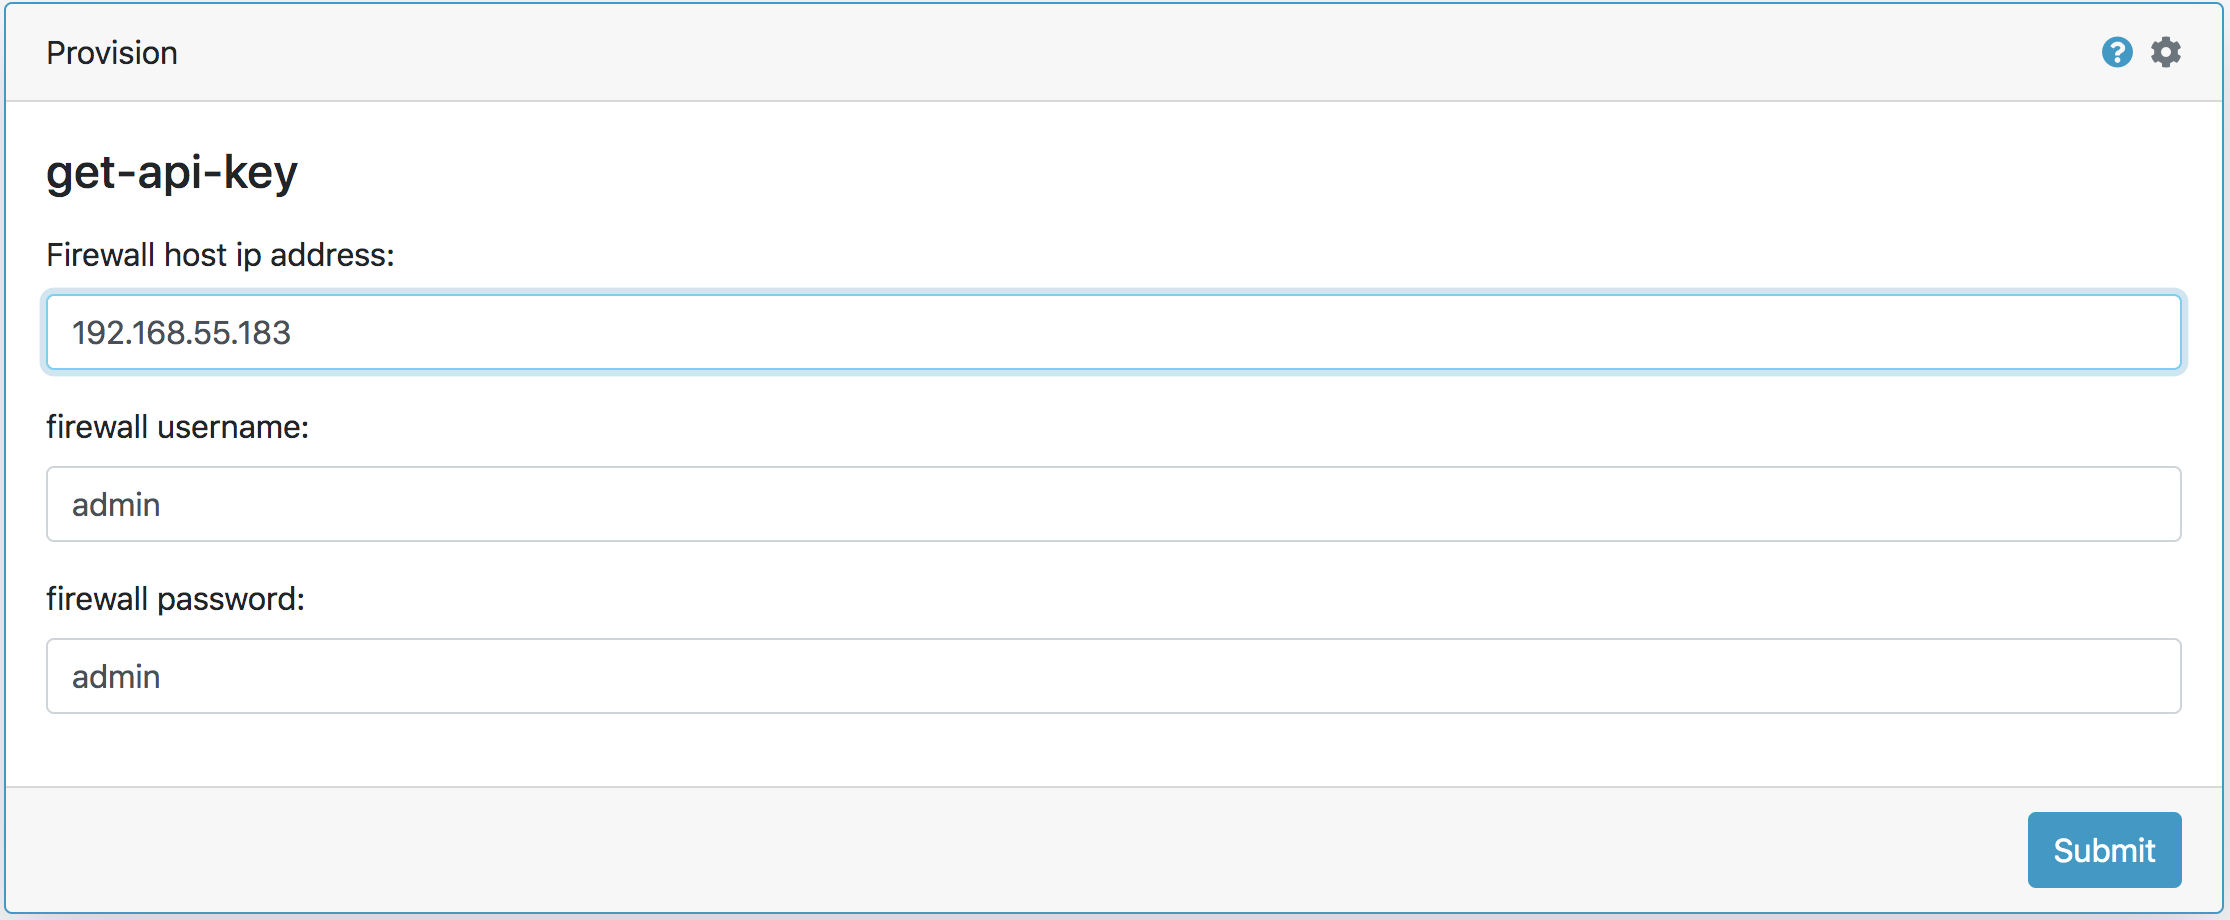 Provision
get-api-key
Firewall host ip address:
192.168.55.183
firewall username:
admin
firewall password:
admin
Submit